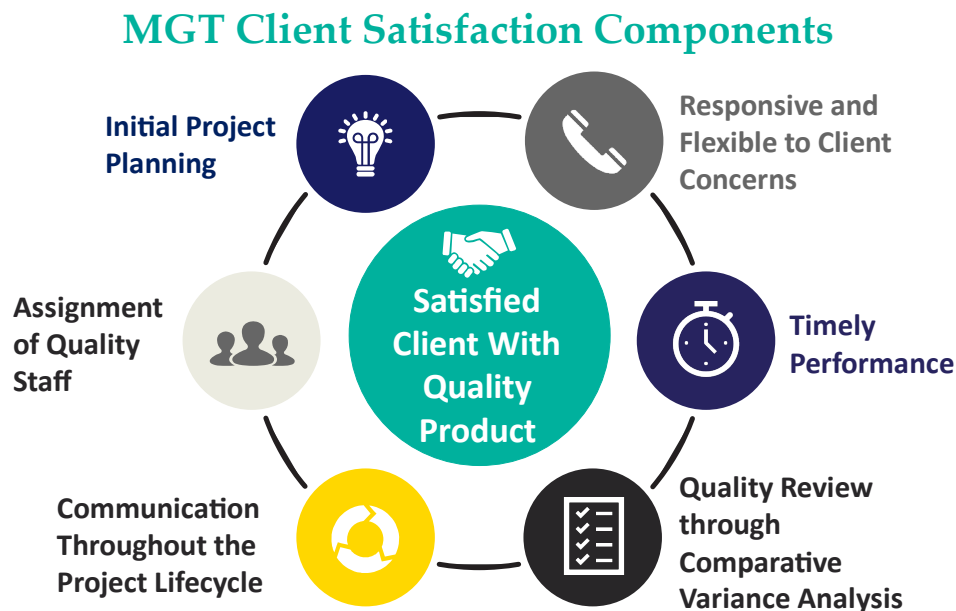 MGT Client Satisfaction Components
Initial Project
Planning
Responsive and
Flexible to Client
Concerns
Assignment
of Quality
Staff
Satisfied
Client With
Quality
Product
Timely
Performance
Communication
Throughout the
Project Lifecycle
Quality Review
through
Comparative
Variance Analysis